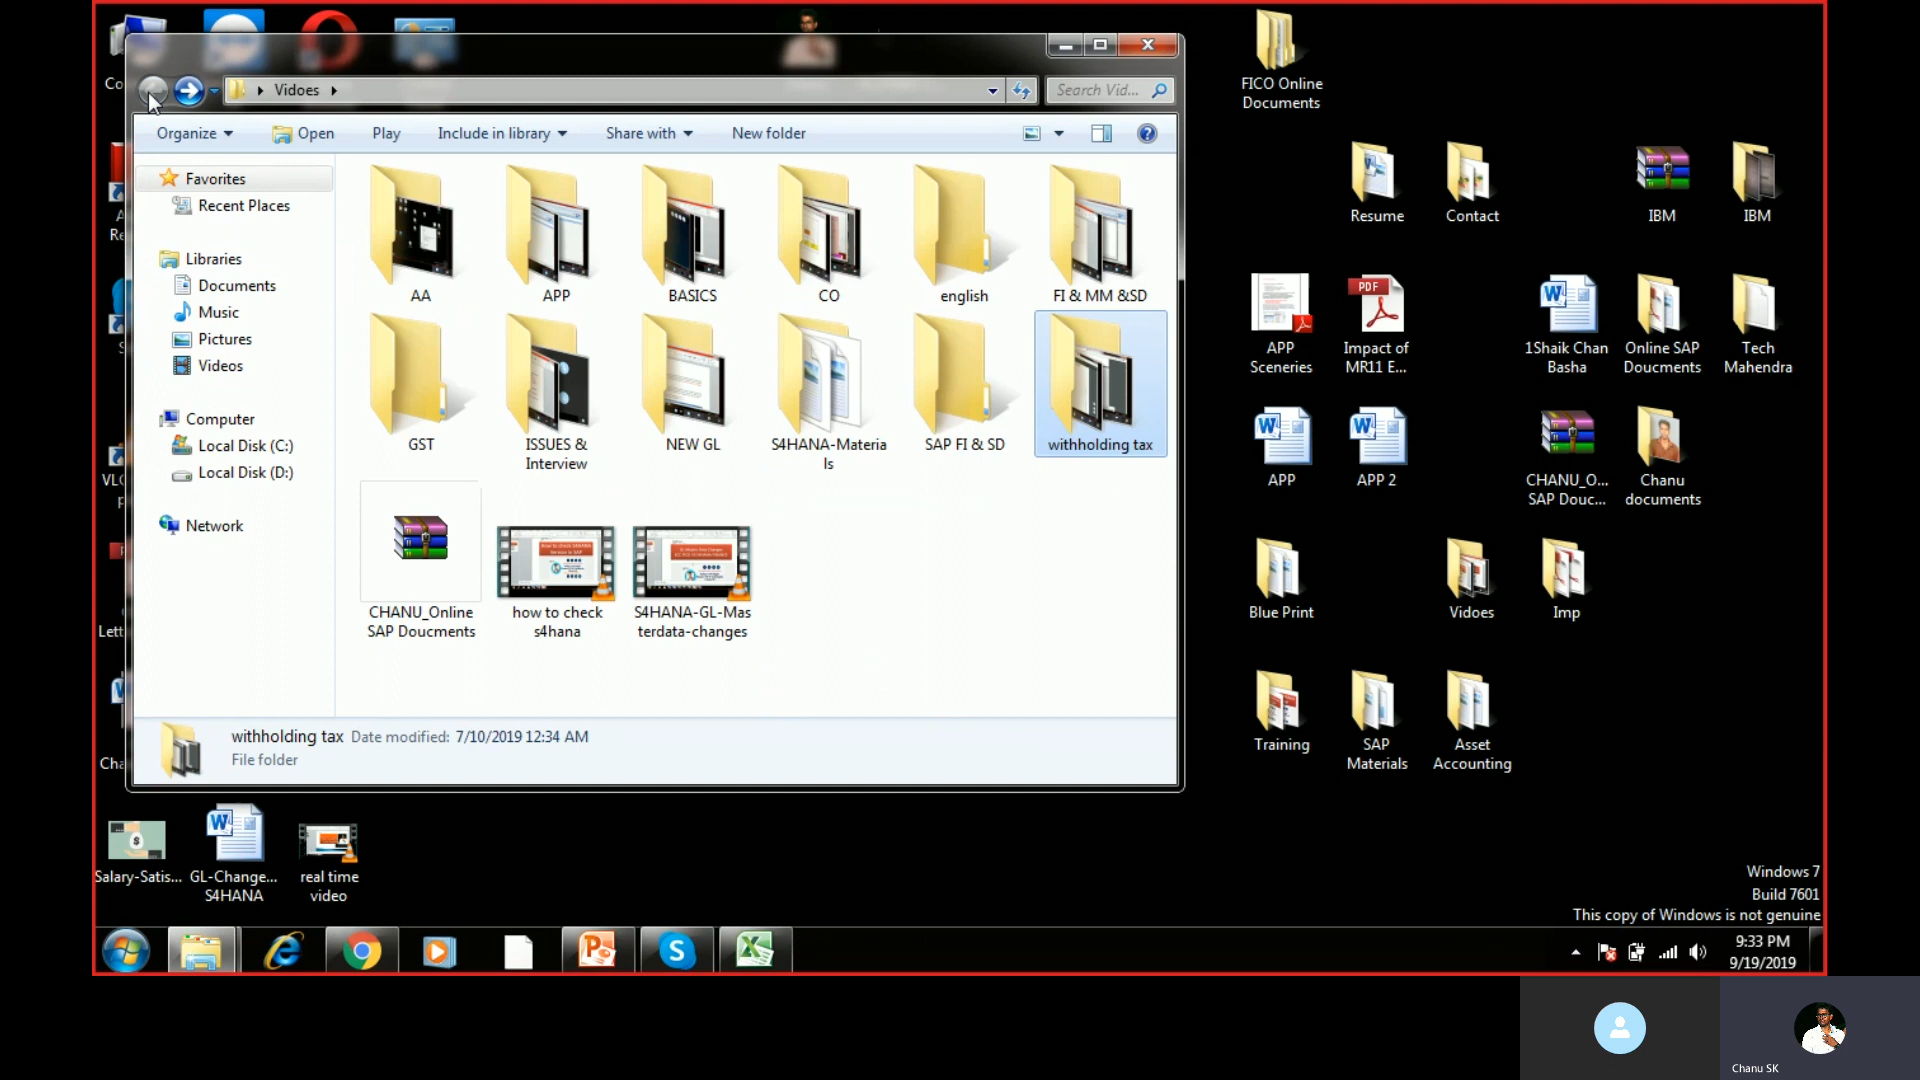 Vidoes
Search Vid...
Organize
Open
Play
Include in library
Share with
New folder
Favorites
Recent Places
Libraries
Documents
Music
Pictures
Videos
Computer
Local Disk (C:)
Local Disk (D:)
Network
AA
APP
BASICS
CO
english
FI & MM &SD
GST
ISSUES &
Interview
NEW GL
S4HANA-Materia
ls
SAP FI & SD
withholding tax
CHANU_Online
SAP Doucments
how to check
s4hana
S4HANA-GL-Mas
terdata-changes
withholding tax Date modified: 7/10/2019 12:34 AM
File folder
FICO Online
Documents
Resume
Contact
IBM
IBM
APP
Sceneries
PDF
Impact of
MR11 E...
1Shaik Chan
Basha
Online SAP
Doucments
Tech
Mahendra
APP
APP 2
CHANU_O...
SAP Douc...
Chanu
documents
Blue Print
Vidoes
Imp
Training
SAP
Materials
Asset
Accounting
Co
VLC
Lett
Cha
Salary-Satis...
GL-Change...
S4HANA
real time
video
Windows 7
Build 7601
This copy of Windows is not genuine
9:33 PM
9/19/2019
Chanu SK